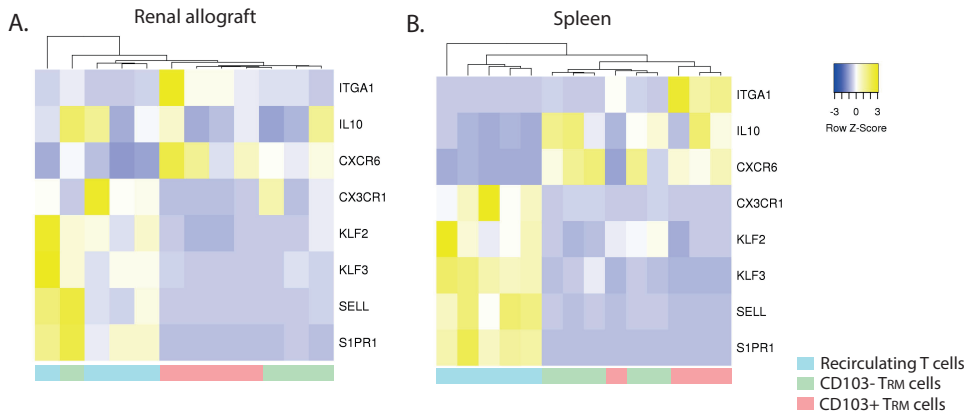 A.
Renal allograft
ITGA1
IL10
CXCR6
CX3CR1
KLF2
KLF3
SELL
S1PR1
B.
Spleen
ITGA1
IL10
CXCR6
CX3CR1
KLF2
KLF3
SELL
S1PR1
-3 0 3
Row Z-Score
Recirculating T cells
CD103- TRM cells
CD103+ TRM cells